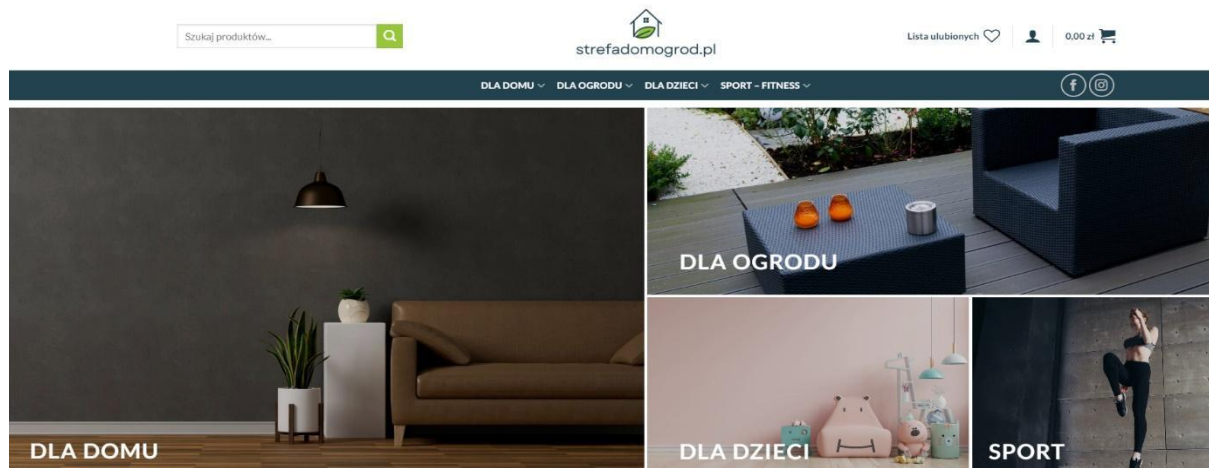 Szukaj produktów...
strefadomogrod.pl
Lista ulubionych
0,00 zł
DLA DOMU
DLA OGRODU
DLA DZIECI
SPORT – FITNESS
DLA OGRODU
DLA DOMU
DLA DZIECI
SPORT